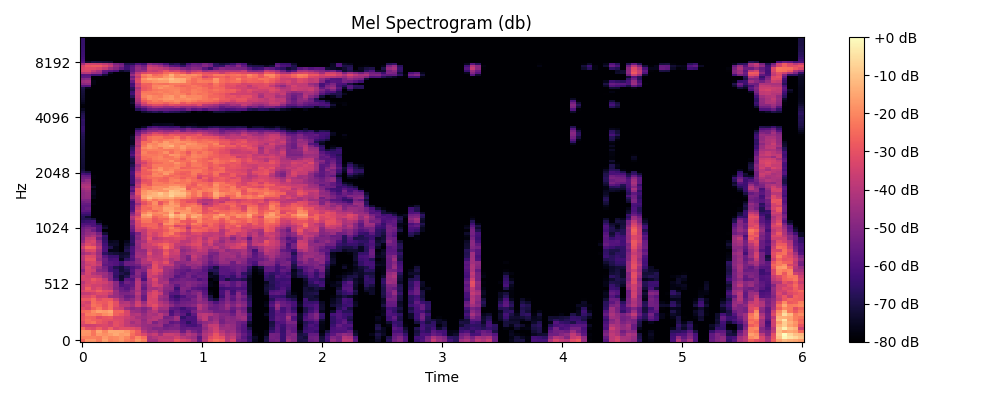 Mel Spectrogram (db)
Hz
8192
4096
2048
1024
512
0
0 1 2 3 4 5 6
Time
+0 dB
-10 dB
-20 dB
-30 dB
-40 dB
-50 dB
-60 dB
-70 dB
-80 dB